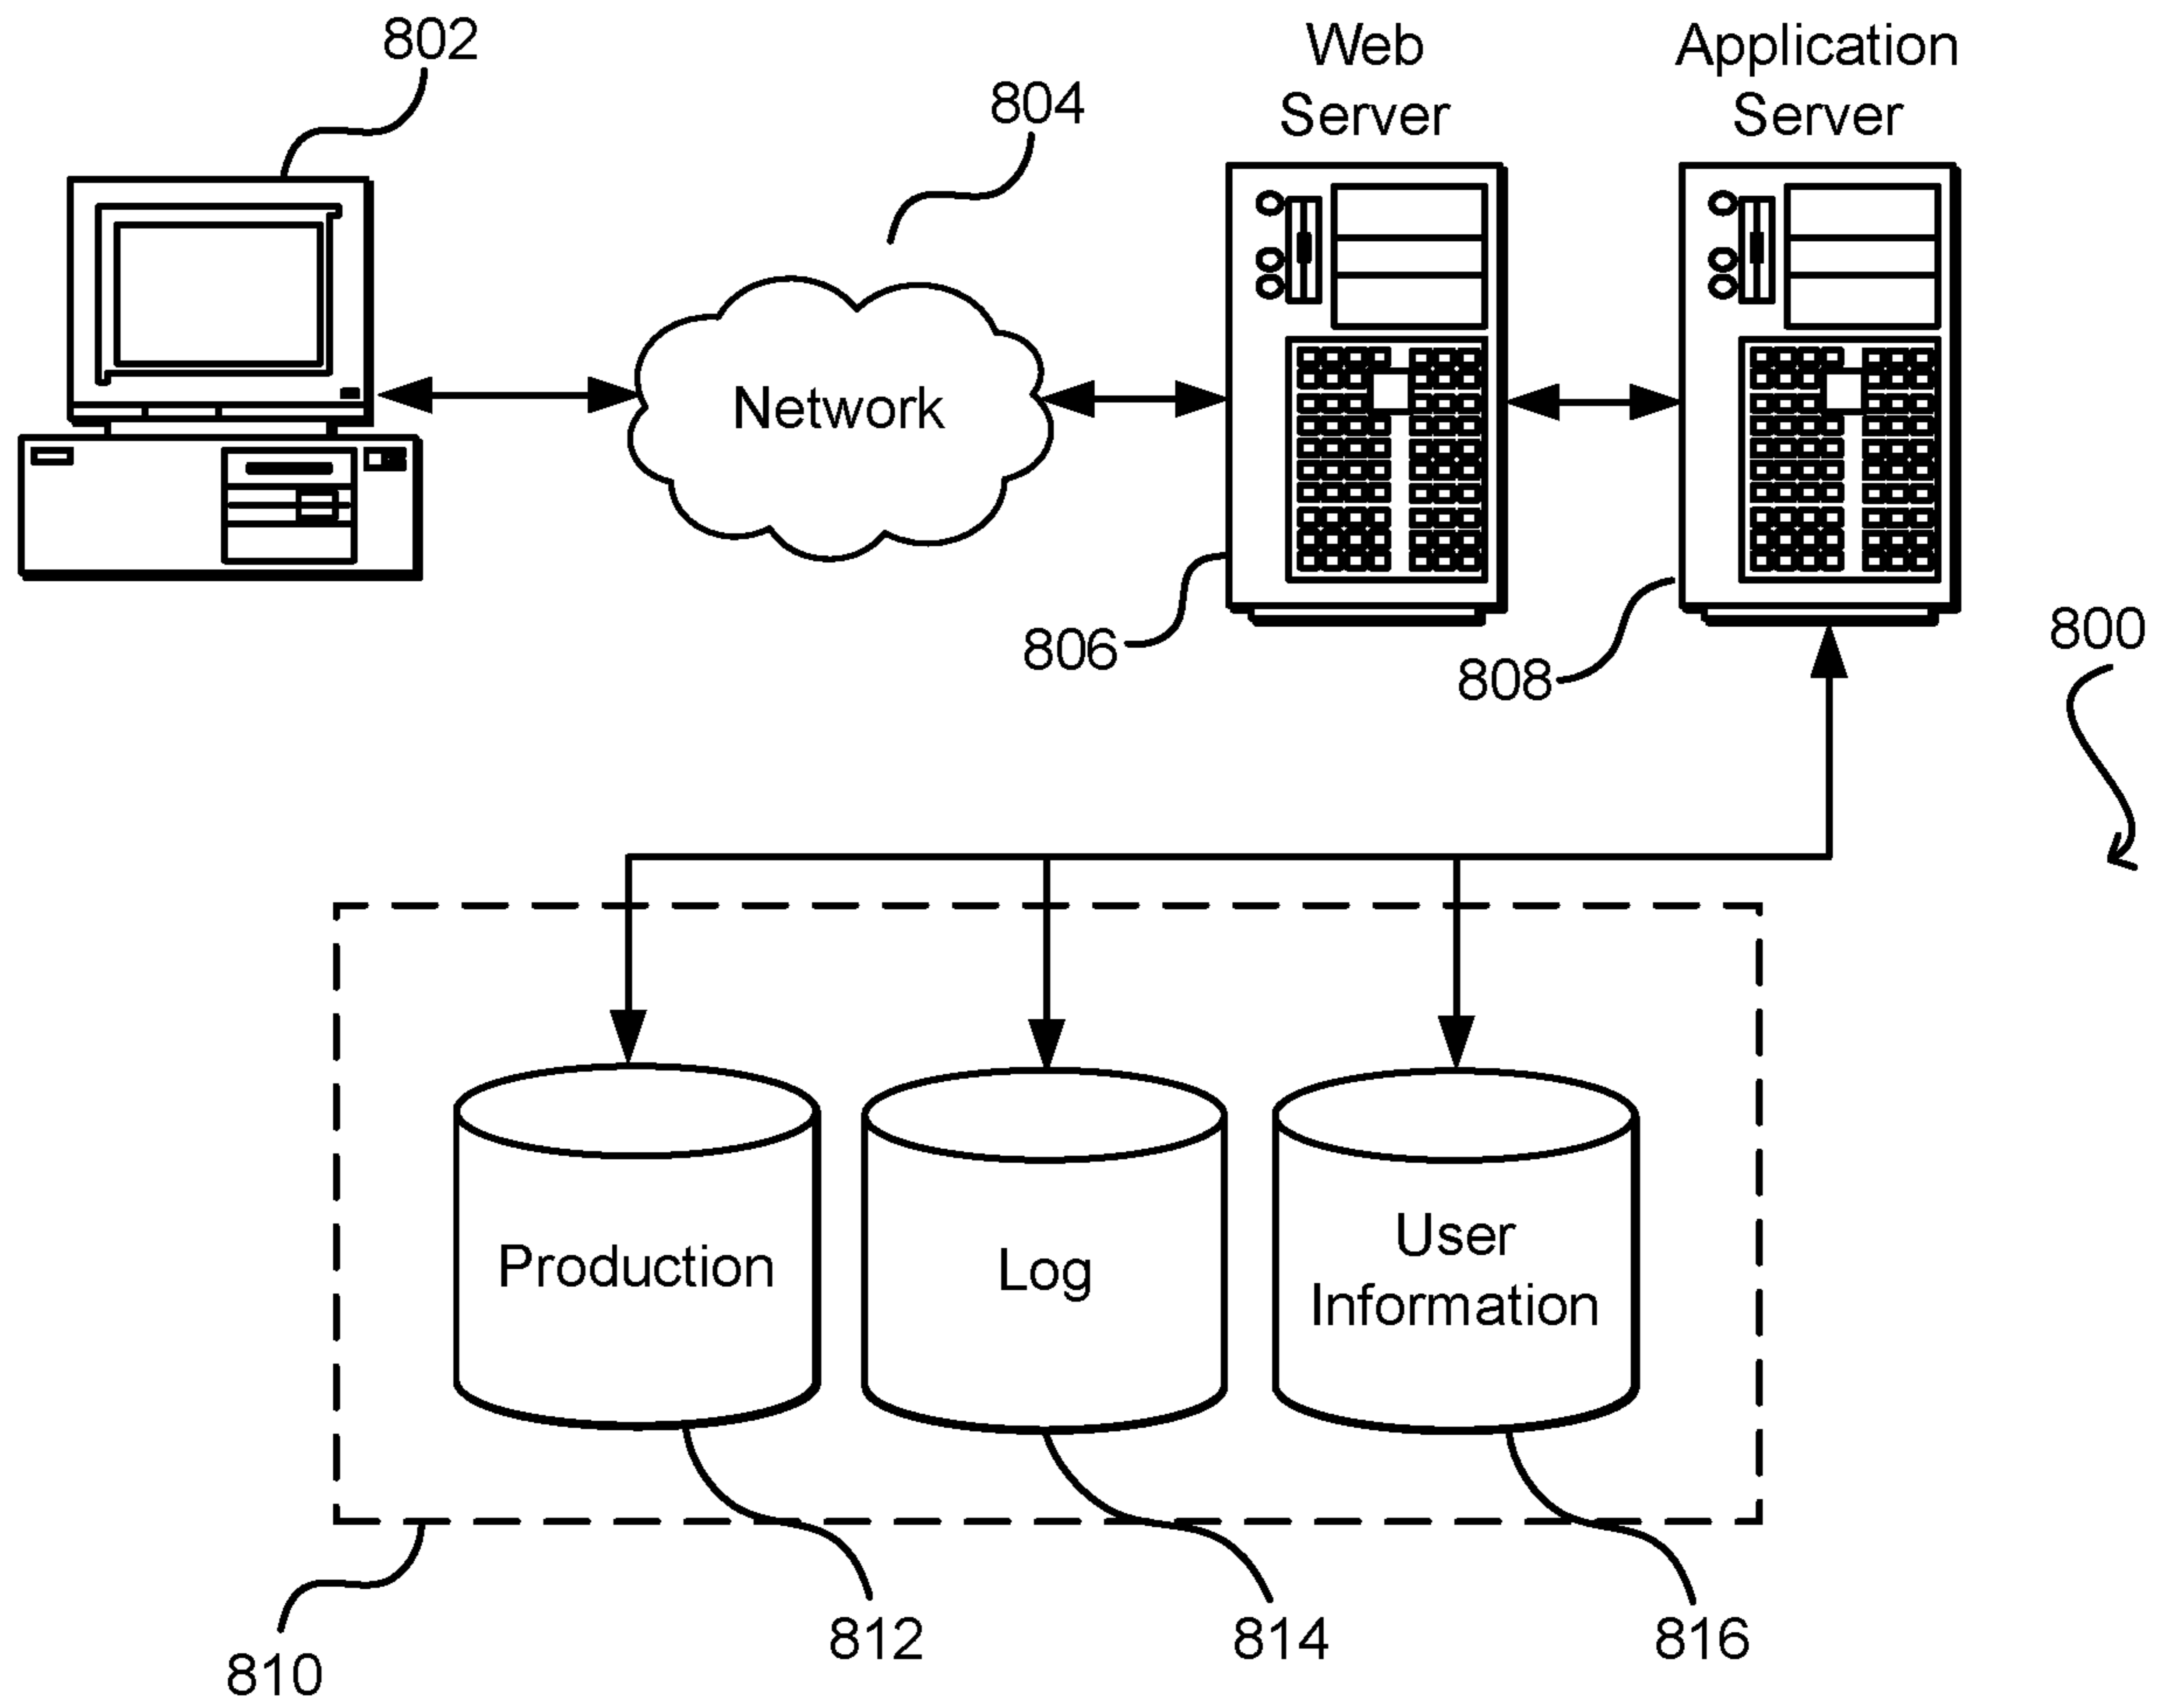 802
804
Web
Server
Application
Server
Network
806
808
800
Production
Log
User
Information
810
812
814
816